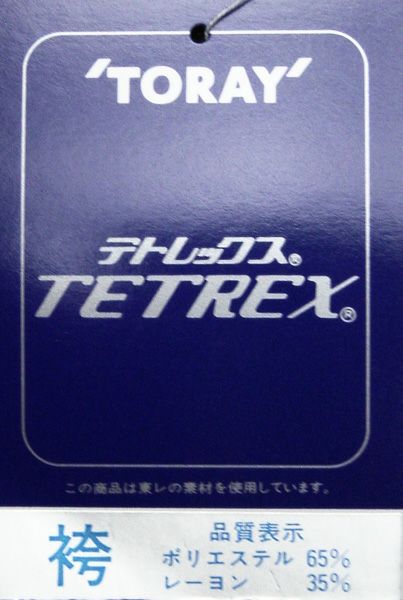 'TORAY'
テトレックス®
TETREX®
この商品は東レの素材を使用しています。
袴
品質表示
ポリエステル 65%
レーヨン 35%